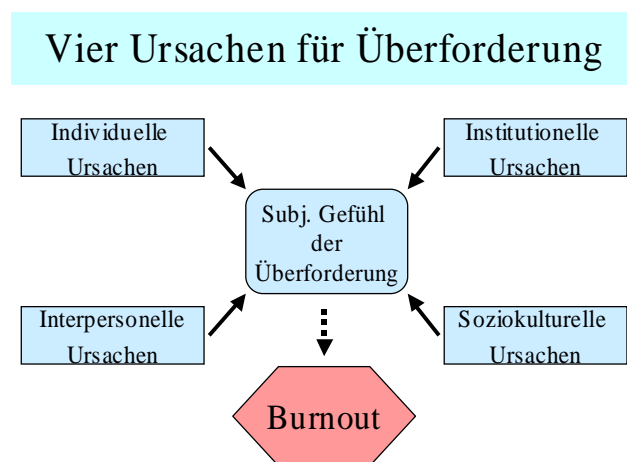 Vier Ursachen für Überforderung
Individuelle
Ursachen
Institutionelle
Ursachen
Subj. Gefühl
der
Überforderung
Interpersonelle
Ursachen
Soziokulturelle
Ursachen
Burnout